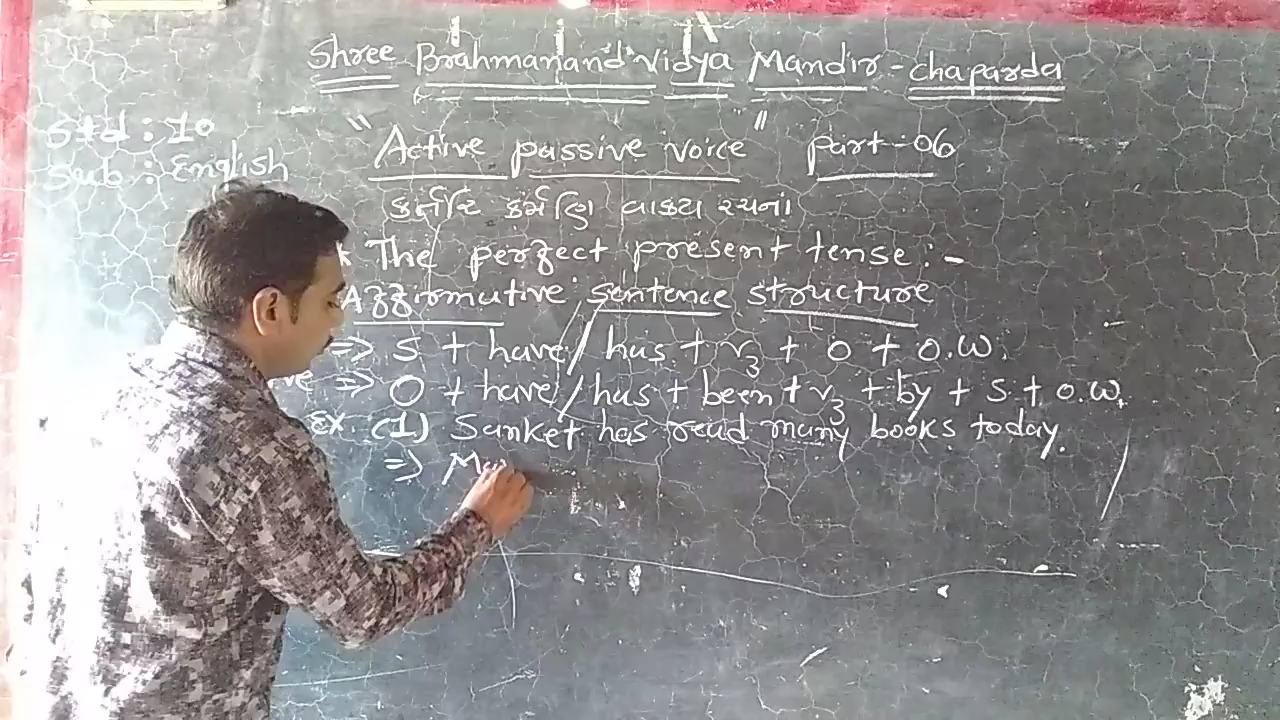 Shree Brahmanand Vidya Mandir - chaparda
Std : 10
Sub : English
"Active passive voice" part-06
કર્તરિ કર્મણિ વાક્ય રચના
The perfect present tense :-
Affirmutive sentence structure
=> S + have/has + v3 + O + O.W.
=> O + have/has + been + v3 + by + S + O.W.
Ex. (1) Sanket has read many books today.
=>